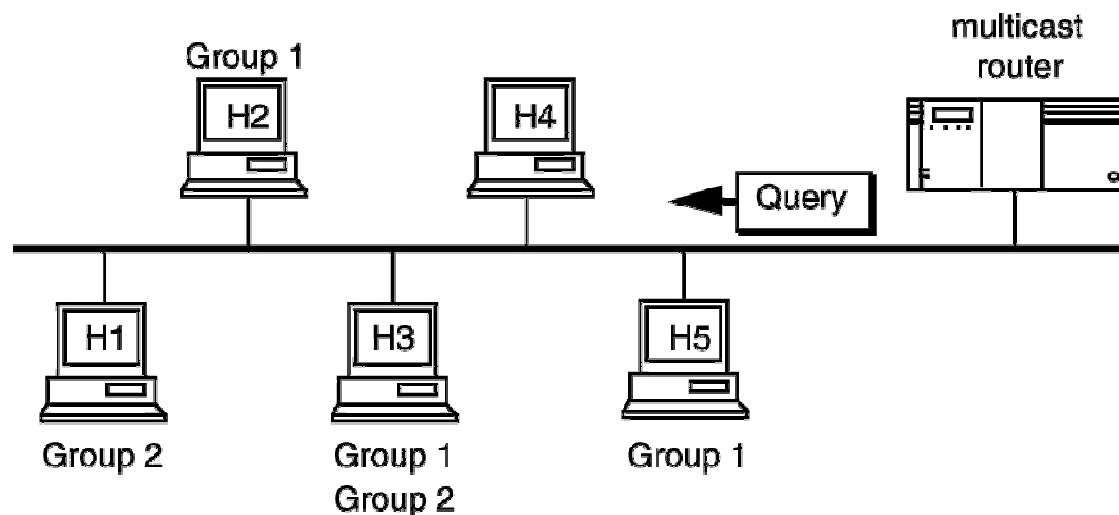 multicast
router
Group 1
H2
H4
Query
H1
H3
H5
Group 2
Group 1
Group 2
Group 1